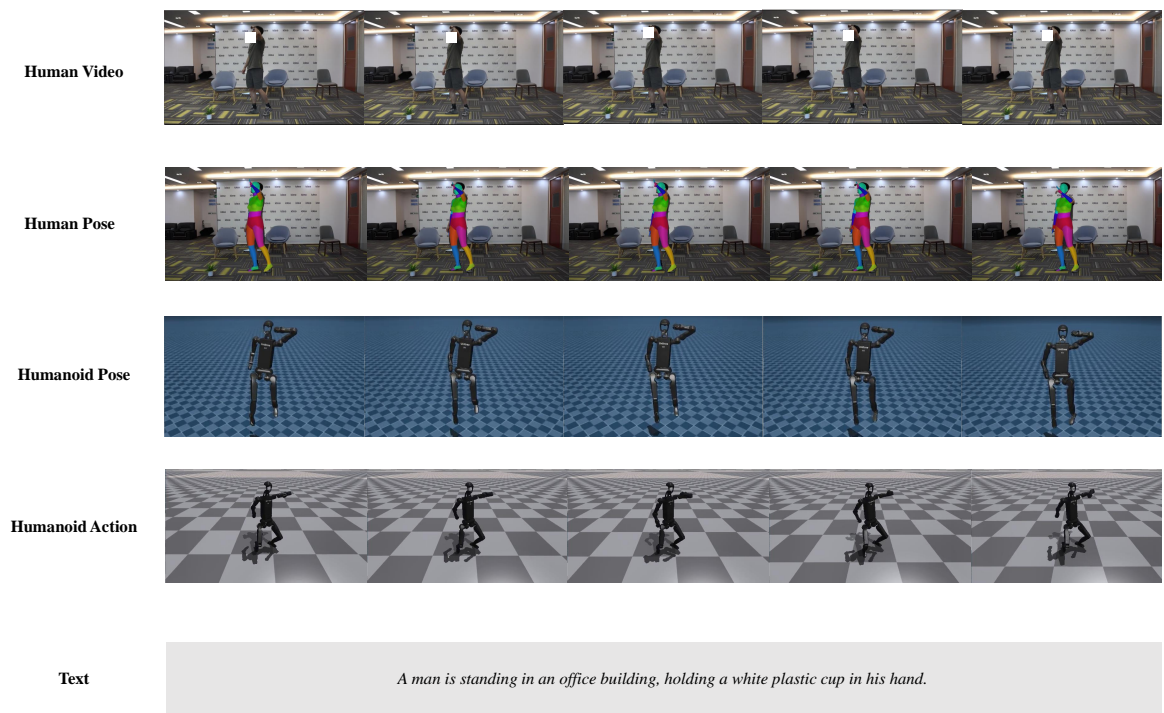 Human Video
Human Pose
Humanoid Pose
Humanoid Action
Text
A man is standing in an office building, holding a white plastic cup in his hand.